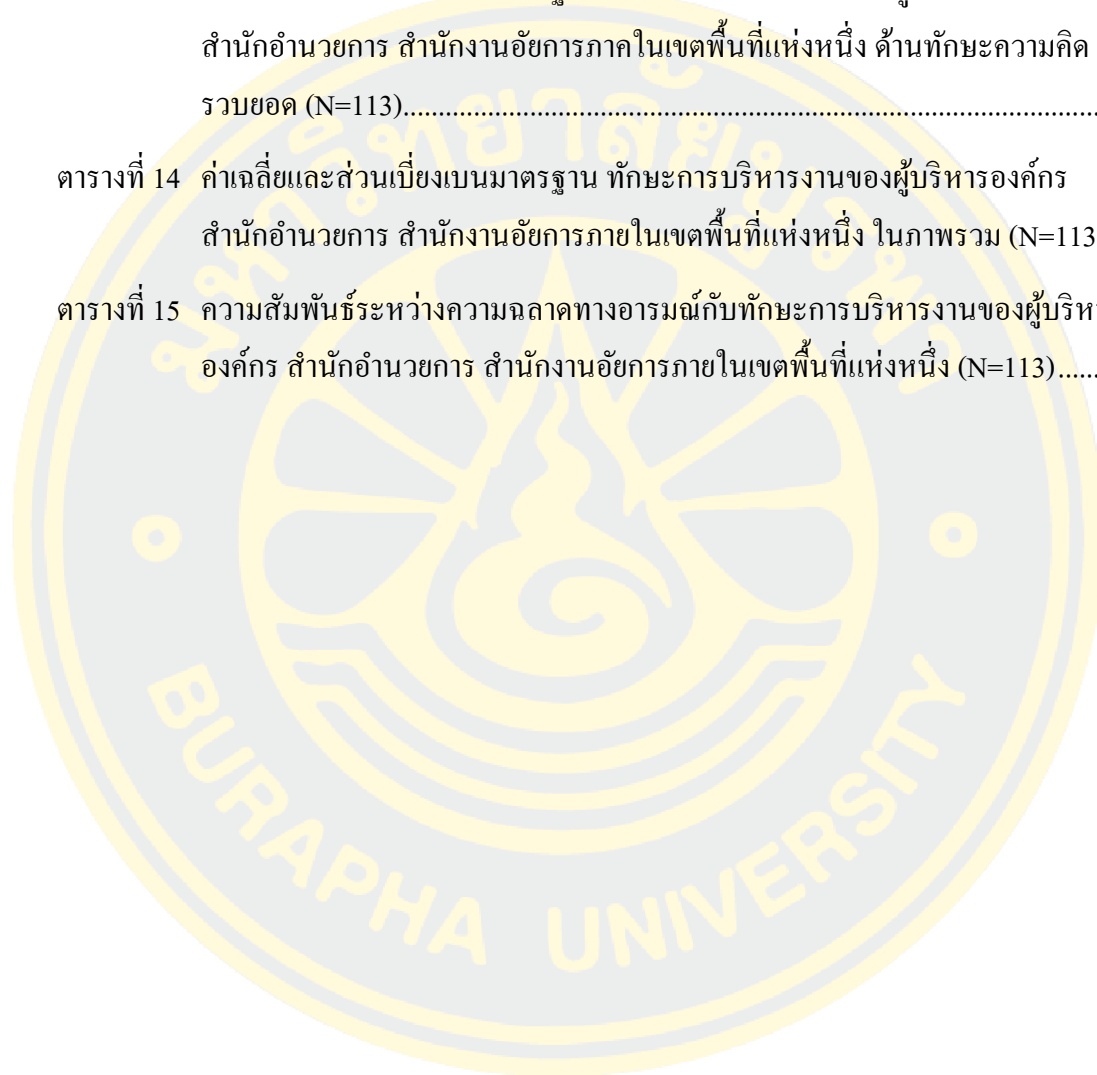 สำนักอำนวยการ สำนักงานอัยการภาคในเขตพื้นที่แห่งหนึ่ง ด้านทักษะความคิด
รวบยอด (N=113)....................................................................................................
ตารางที่ 14 ค่าเฉลี่ยและส่วนเบี่ยงเบนมาตรฐาน ทักษะการบริหารงานของผู้บริหารองค์กร
สำนักอำนวยการ สำนักงานอัยการภายในเขตพื้นที่แห่งหนึ่ง ในภาพรวม (N=113
ตารางที่ 15 ความสัมพันธ์ระหว่างความฉลาดทางอารมณ์กับทักษะการบริหารงานของผู้บริห
องค์กร สำนักอำนวยการ สำนักงานอัยการภายในเขตพื้นที่แห่งหนึ่ง (N=113)......
มหาวิทยาลัยบูรพา
BURAPHA UNIVERSITY